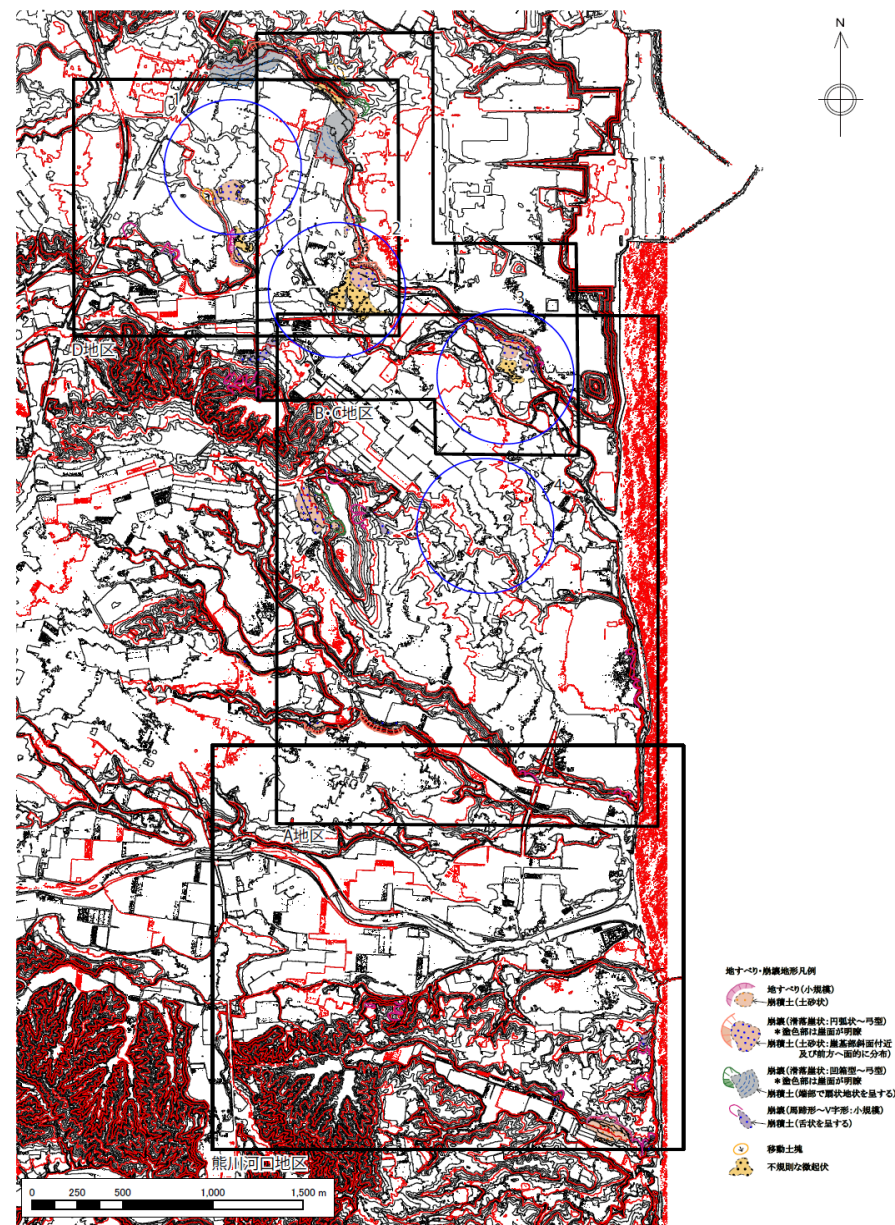 N
1
2
3
4
D地区
B・C地区
A地区
熊川河口地区
地すべり・崩壊地形凡例
地すべり(小規模)
崩積土(土砂状)
崩壊(滑落崖状:円弧状～弓型)
*激色部は崖面が明瞭
崩積土(土砂状:崖基部斜面付近
及び前方へ面的に分布)
崩壊(滑落崖状:凹箱型～弓型)
崖面が明瞭
崩積土(端部で扇状地状を呈する)
崩壊(馬蹄形～V字形:小規模)
崩積土(舌状を呈する)
移動土塊
不規則な微起伏
0 250 500 1,000 1,500 m